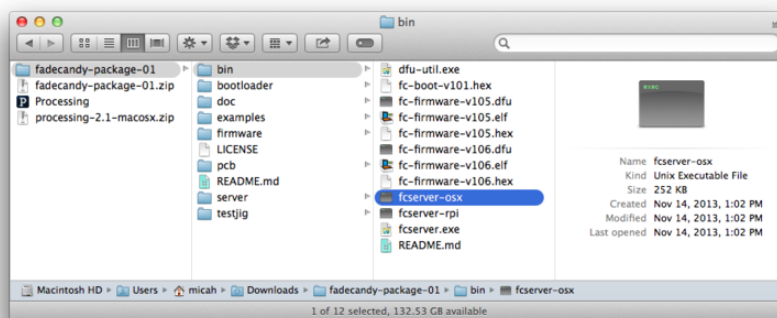 bin
fadecandy-package-01
fadecandy-package-01.zip
Processing
processing-2.1-macosx.zip
bin
bootloader
doc
examples
firmware
LICENSE
pcb
README.md
server
testjig
dfu-util.exe
fc-boot-v101.hex
fc-firmware-v105.dfu
fc-firmware-v105.elf
fc-firmware-v105.hex
fc-firmware-v106.dfu
fc-firmware-v106.elf
fc-firmware-v106.hex
fcserver-osx
fcserver-rpi
fcserver.exe
README.md
exec
Name fcserver-osx
Kind Unix Executable File
Size 252 KB
Created Nov 14, 2013, 1:02 PM
Modified Nov 14, 2013, 1:02 PM
Last opened Nov 14, 2013, 1:02 PM
Macintosh HD ▸ Users ▸ micah ▸ Downloads ▸ fadecandy-package-01 ▸ bin ▸ fcserver-osx
1 of 12 selected, 132.53 GB available